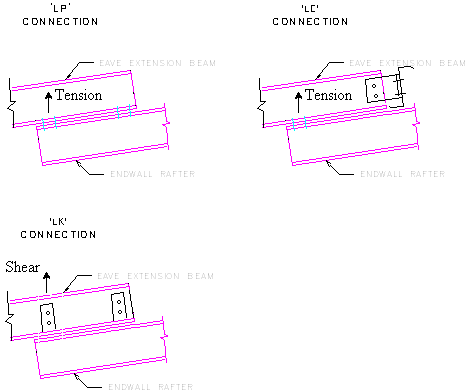 'LP'
CONNECTION
EAVE EXTENSION BEAM
Tension
ENDWALL RAFTER
'LE'
CONNECTION
EAVE EXTENSION BEAM
Tension
ENDWALL RAFTER
'LK'
CONNECTION
Shear
EAVE EXTENSION BEAM
ENDWALL RAFTER